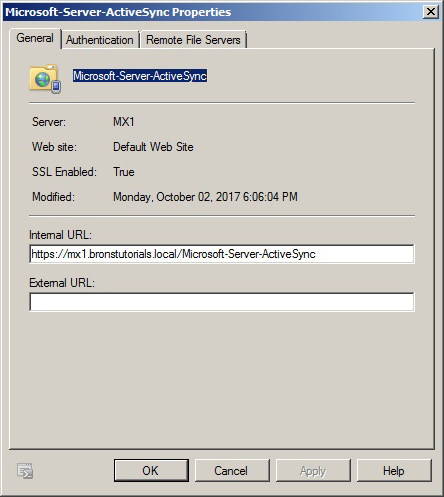 Microsoft-Server-ActiveSync Properties
General Authentication Remote File Servers
Microsoft-Server-ActiveSync
Server: MX1
Web site: Default Web Site
SSL Enabled: True
Modified: Monday, October 02, 2017 6:06:04 PM
Internal URL:
https://mx1.bronstutorials.local/Microsoft-Server-ActiveSync
External URL:
OK Cancel Apply Help